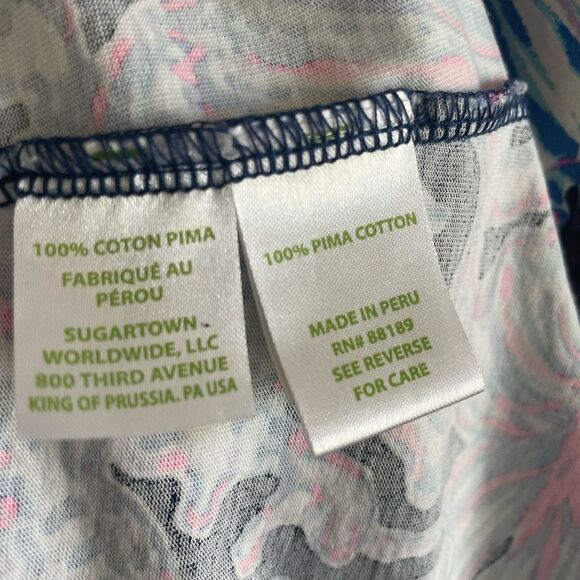 100% COTON PIMA
FABRIQUÉ AU
PÉROU
SUGARTOWN
WORLDWIDE, LLC
800 THIRD AVENUE
KING OF PRUSSIA, PA USA
100% PIMA COTTON
MADE IN PERU
RN# 88189
SEE REVERSE
FOR CARE